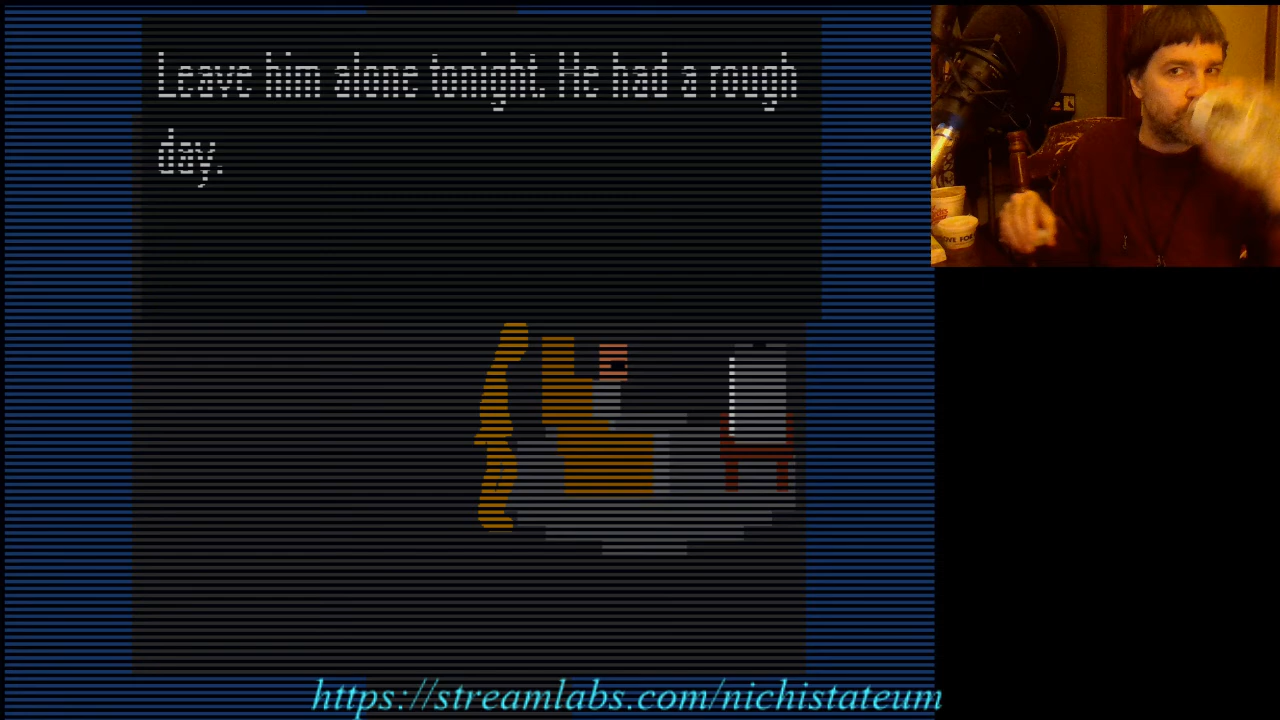 Leave him alone tonight. He had a rough
day.
https://streamlabs.com/nichistateum